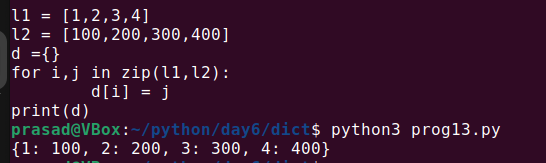 l1 = [1,2,3,4]
l2 = [100,200,300,400]
d ={}
for i,j in zip(l1,l2):
        d[i] = j
print(d)
prasad@VBox:~/python/day6/dict$ python3 prog13.py
{1: 100, 2: 200, 3: 300, 4: 400}